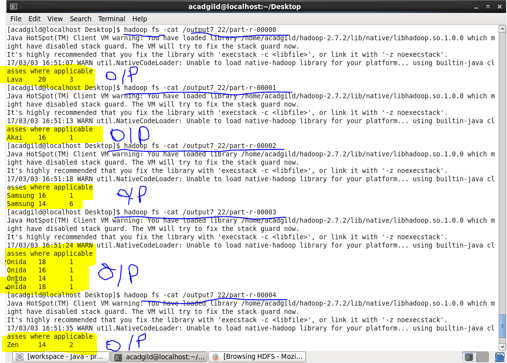 acadgild@localhost:~/Desktop
File Edit View Search Terminal Help
[acadgild@localhost Desktop]$ hadoop fs -cat /output7_22/part-r-00000
Java HotSpot(TM) Client VM warning: You have loaded library /home/acadgild/hadoop-2.7.2/lib/native/libhadoop.so.1.0.0 which m
ight have disabled stack guard. The VM will try to fix the stack guard now.
It's highly recommended that you fix the library with 'execstack -c <libfile>', or link it with '-z noexecstack'.
17/03/03 16:51:07 WARN util.NativeCodeLoader: Unable to load native-hadoop library for your platform... using builtin-java cl
asses where applicable
Lava 20 3 O/P
[acadgild@localhost Desktop]$ hadoop fs -cat /output7_22/part-r-00001
Java HotSpot(TM) Client VM warning: You have loaded library /home/acadgild/hadoop-2.7.2/lib/native/libhadoop.so.1.0.0 which m
ight have disabled stack guard. The VM will try to fix the stack guard now.
It's highly recommended that you fix the library with 'execstack -c <libfile>', or link it with '-z noexecstack'.
17/03/03 16:51:13 WARN util.NativeCodeLoader: Unable to load native-hadoop library for your platform... using builtin-java cl
asses where applicable
Akai 16 1 O/P
[acadgild@localhost Desktop]$ hadoop fs -cat /output7_22/part-r-00002
Java HotSpot(TM) Client VM warning: You have loaded library /home/acadgild/hadoop-2.7.2/lib/native/libhadoop.so.1.0.0 which m
ight have disabled stack guard. The VM will try to fix the stack guard now.
It's highly recommended that you fix the library with 'execstack -c <libfile>', or link it with '-z noexecstack'.
17/03/03 16:51:18 WARN util.NativeCodeLoader: Unable to load native-hadoop library for your platform... using builtin-java cl
asses where applicable
Samsung 16 1 O/P
Samsung 14 6
[acadgild@localhost Desktop]$ hadoop fs -cat /output7_22/part-r-00003
Java HotSpot(TM) Client VM warning: You have loaded library /home/acadgild/hadoop-2.7.2/lib/native/libhadoop.so.1.0.0 which m
ight have disabled stack guard. The VM will try to fix the stack guard now.
It's highly recommended that you fix the library with 'execstack -c <libfile>', or link it with '-z noexecstack'.
17/03/03 16:51:24 WARN util.NativeCodeLoader: Unable to load native-hadoop library for your platform... using builtin-java cl
asses where applicable
Onida 18 1
Onida 16 1 O/P
Onida 14 1
onida 18 1
[acadgild@localhost Desktop]$ hadoop fs -cat /output7_22/part-r-00004
Java HotSpot(TM) Client VM warning: You have loaded library /home/acadgild/hadoop-2.7.2/lib/native/libhadoop.so.1.0.0 which m
ight have disabled stack guard. The VM will try to fix the stack guard now.
It's highly recommended that you fix the library with 'execstack -c <libfile>', or link it with '-z noexecstack'.
17/03/03 16:51:35 WARN util.NativeCodeLoader: Unable to load native-hadoop library for your platform... using builtin-java cl
asses where applicable
Zen 14 2 O/P
[workspace - Java - pr... acadgild@localhost:~/... [Browsing HDFS - Mozi...